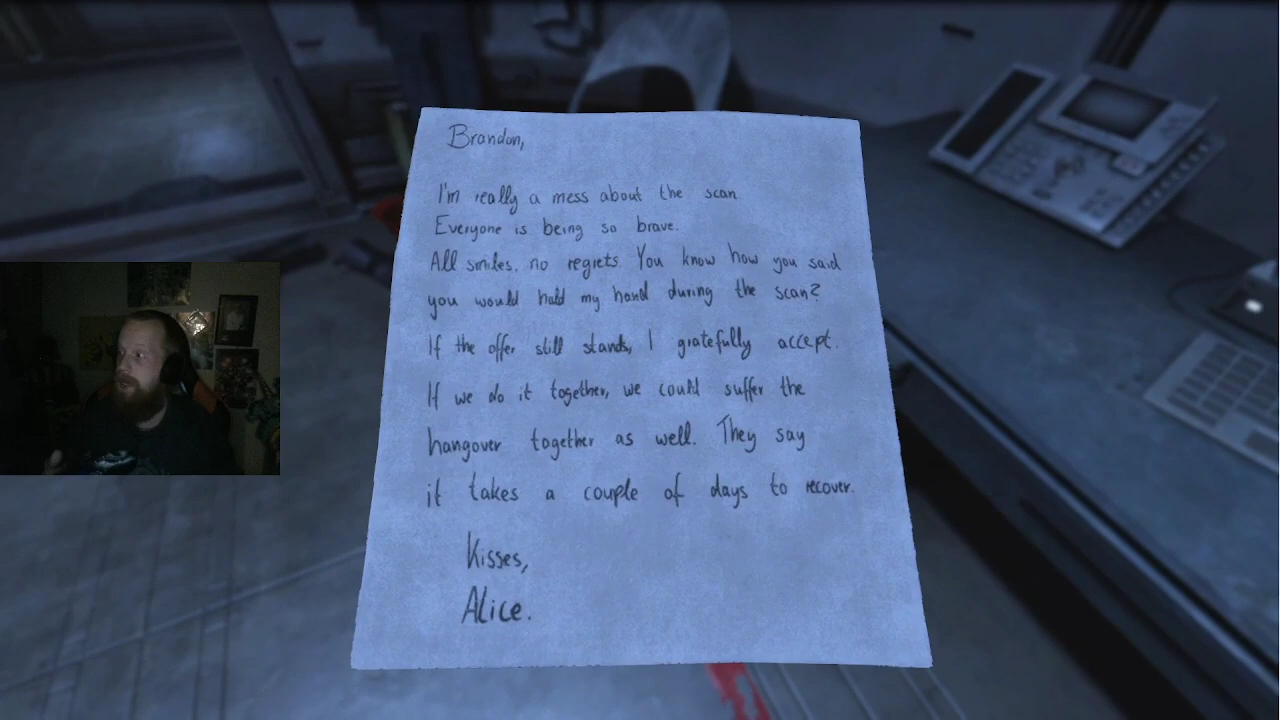 Brandon,
I'm really a mess about the scan
Everyone is being so brave.
All smiles, no regrets. You know how you said
you would hold my hand during the scan?
If the offer still stands, I gratefully accept.
If we do it together, we could suffer the
hangover together as well. They say
it takes a couple of days to recover.
Kisses,
Alice.